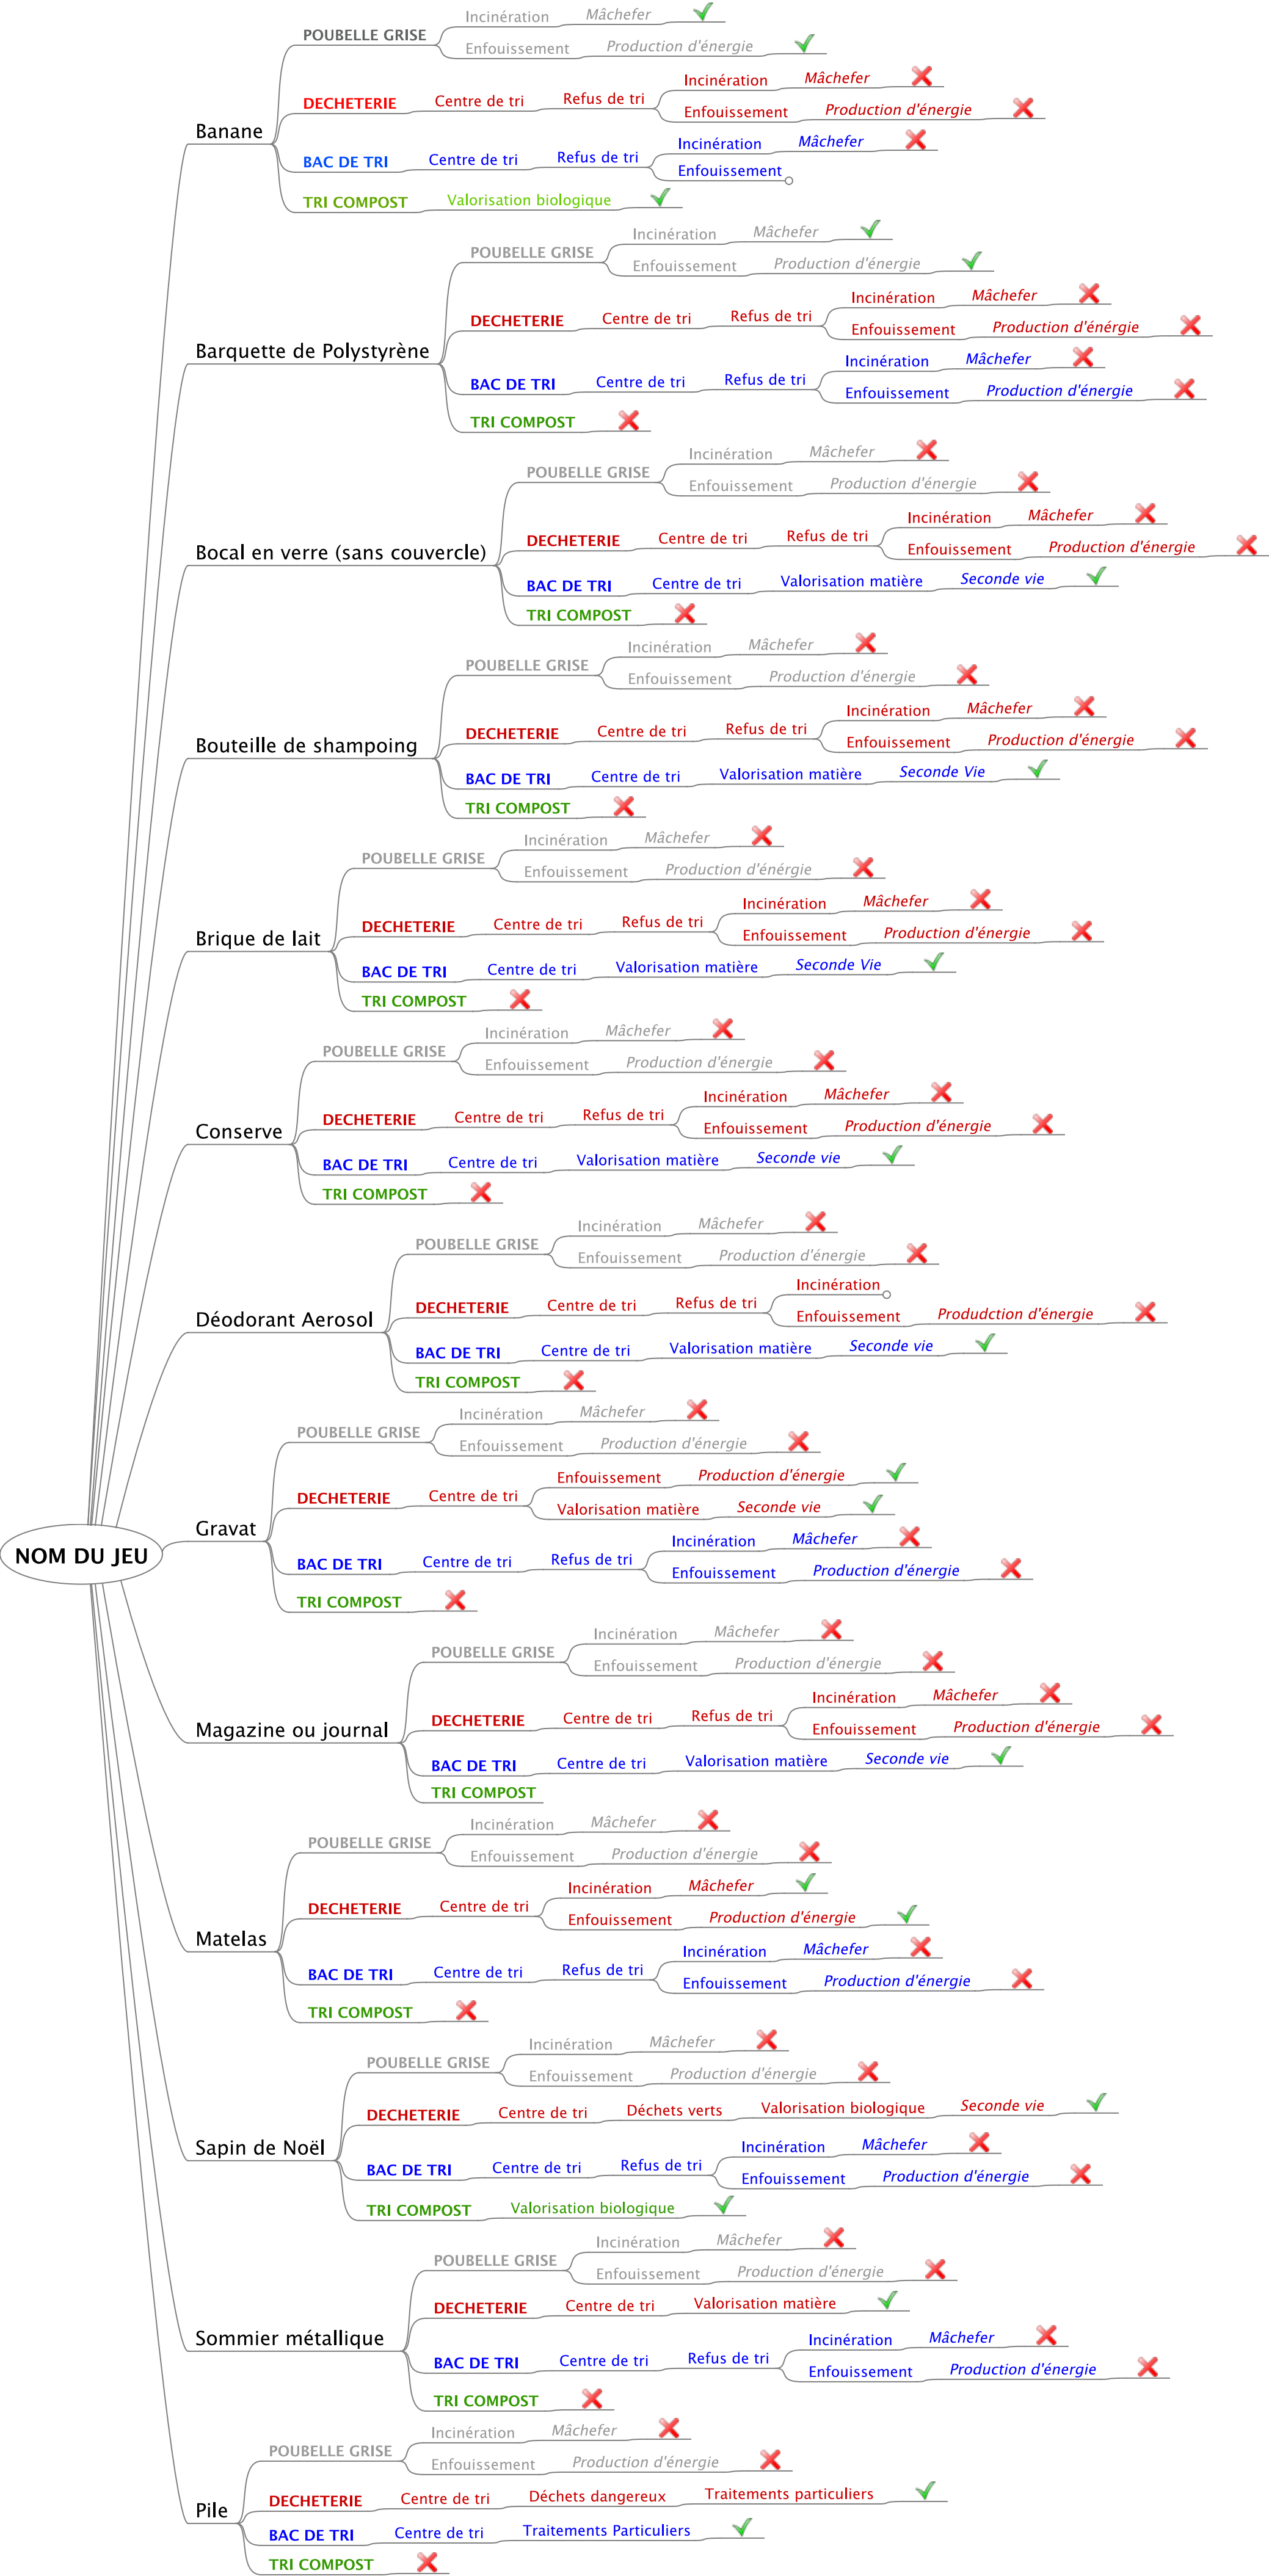 NOM DU JEU
Banane
POUBELLE GRISE
Incinération Mâchefer
Enfouissement Production d'énergie
DECHETERIE Centre de tri Refus de tri
Incinération Mâchefer
Enfouissement Production d'énergie
BAC DE TRI Centre de tri Refus de tri
Incinération Mâchefer
Enfouissement
TRI COMPOST Valorisation biologique
Barquette de Polystyrène
POUBELLE GRISE
Incinération Mâchefer
Enfouissement Production d'énergie
DECHETERIE Centre de tri Refus de tri
Incinération Mâchefer
Enfouissement Production d'énérgie
BAC DE TRI Centre de tri Refus de tri
Incinération Mâchefer
Enfouissement Production d'énergie
TRI COMPOST
Bocal en verre (sans couvercle)
POUBELLE GRISE
Incinération Mâchefer
Enfouissement Production d'énergie
DECHETERIE Centre de tri Refus de tri
Incinération Mâchefer
Enfouissement Production d'énergie
BAC DE TRI Centre de tri Valorisation matière Seconde vie
TRI COMPOST
Bouteille de shampoing
POUBELLE GRISE
Incinération Mâchefer
Enfouissement Production d'énergie
DECHETERIE Centre de tri Refus de tri
Incinération Mâchefer
Enfouissement Production d'énergie
BAC DE TRI Centre de tri Valorisation matière Seconde Vie
TRI COMPOST
Brique de lait
POUBELLE GRISE
Incinération Mâchefer
Enfouissement Production d'énérgie
DECHETERIE Centre de tri Refus de tri
Incinération Mâchefer
Enfouissement Production d'énergie
BAC DE TRI Centre de tri Valorisation matière Seconde Vie
TRI COMPOST
Conserve
POUBELLE GRISE
Incinération Mâchefer
Enfouissement Production d'énergie
DECHETERIE Centre de tri Refus de tri
Incinération Mâchefer
Enfouissement Production d'énergie
BAC DE TRI Centre de tri Valorisation matière Seconde vie
TRI COMPOST
Déodorant Aerosol
POUBELLE GRISE
Incinération Mâchefer
Enfouissement Production d'énergie
DECHETERIE Centre de tri Refus de tri
Incinération
Enfouissement Produdction d'énergie
BAC DE TRI Centre de tri Valorisation matière Seconde vie
TRI COMPOST
Gravat
POUBELLE GRISE
Incinération Mâchefer
Enfouissement Production d'énergie
DECHETERIE Centre de tri
Enfouissement Production d'énergie
Valorisation matière Seconde vie
BAC DE TRI Centre de tri Refus de tri
Incinération Mâchefer
Enfouissement Production d'énergie
TRI COMPOST
Magazine ou journal
POUBELLE GRISE
Incinération Mâchefer
Enfouissement Production d'énergie
DECHETERIE Centre de tri Refus de tri
Incinération Mâchefer
Enfouissement Production d'énergie
BAC DE TRI Centre de tri Valorisation matière Seconde vie
TRI COMPOST
Matelas
POUBELLE GRISE
Incinération Mâchefer
Enfouissement Production d'énergie
DECHETERIE Centre de tri
Incinération Mâchefer
Enfouissement Production d'énergie
BAC DE TRI Centre de tri Refus de tri
Incinération Mâchefer
Enfouissement Production d'énergie
TRI COMPOST
Sapin de Noël
POUBELLE GRISE
Incinération Mâchefer
Enfouissement Production d'énergie
DECHETERIE Centre de tri Déchets verts Valorisation biologique Seconde vie
BAC DE TRI Centre de tri Refus de tri
Incinération Mâchefer
Enfouissement Production d'énergie
TRI COMPOST Valorisation biologique
Sommier métallique
POUBELLE GRISE
Incinération Mâchefer
Enfouissement Production d'énergie
DECHETERIE Centre de tri Valorisation matière
BAC DE TRI Centre de tri Refus de tri
Incinération Mâchefer
Enfouissement Production d'énergie
TRI COMPOST
Pile
POUBELLE GRISE
Incinération Mâchefer
Enfouissement Production d'énergie
DECHETERIE Centre de tri Déchets dangereux Traitements particuliers
BAC DE TRI Centre de tri Traitements Particuliers
TRI COMPOST